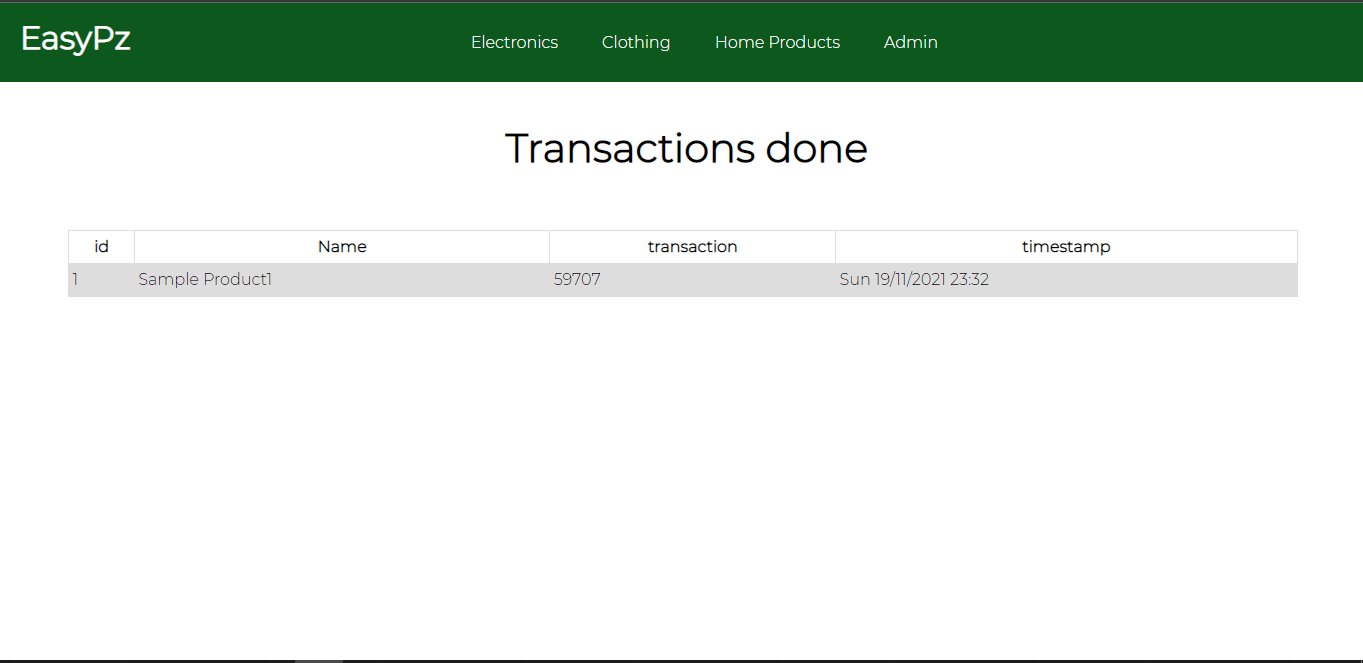 EasyPz
Electronics Clothing Home Products Admin
Transactions done
id Name transaction timestamp
1 Sample Product1 59707 Sun 19/11/2021 23:32